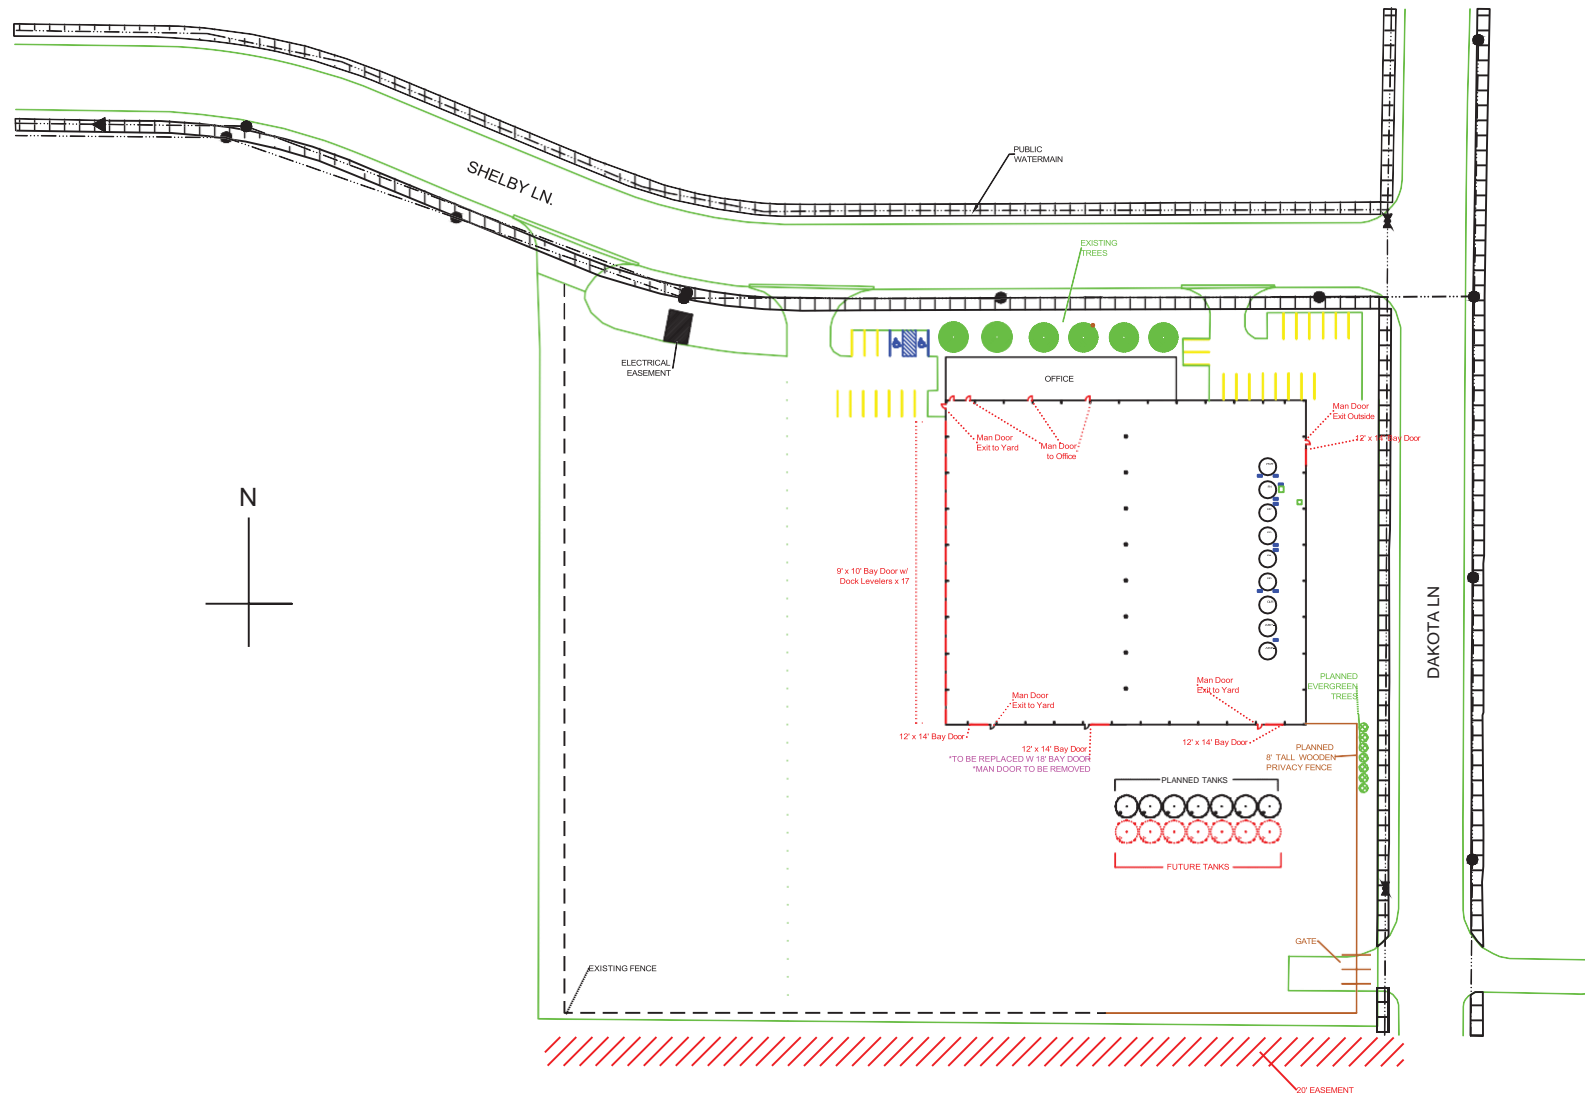 PUBLIC
WATERMAIN
SHELBY LN.
EXISTING
TREES
ELECTRICAL
EASEMENT
OFFICE
Man Door
Exit Outside
12' x 14' Bay Door
Man Door
Exit to Yard
Man Door
to Office
N
9' x 10' Bay Door w/
Dock Levelers x 17
DAKOTA LN
PLANNED
EVERGREEN
TREES
Man Door
Exit to Yard
Man Door
Exit to Yard
12' x 14' Bay Door
12' x 14' Bay Door
*TO BE REPLACED W 18' BAY DOOR
*MAN DOOR TO BE REMOVED
12' x 14' Bay Door
PLANNED
8' TALL WOODEN
PRIVACY FENCE
PLANNED TANKS
FUTURE TANKS
GATE
EXISTING FENCE
20' EASEMENT